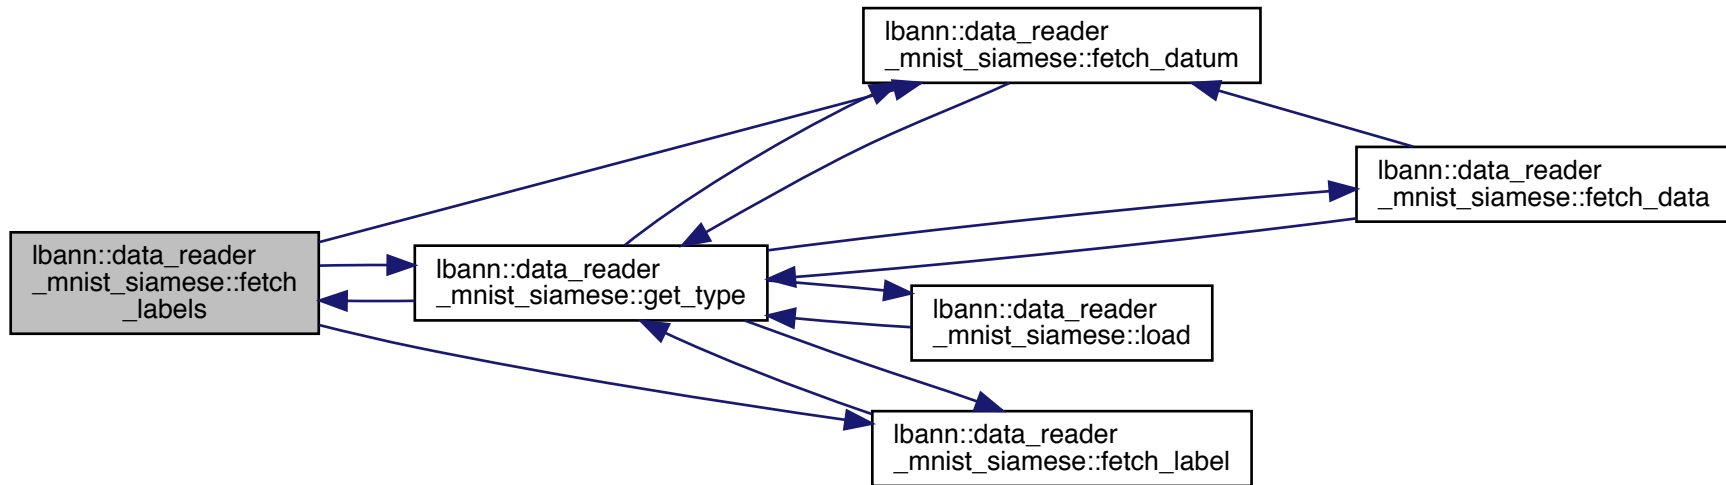 lbann::data_reader
_mnist_siamese::fetch_datum
lbann::data_reader
_mnist_siamese::fetch_data
lbann::data_reader
_mnist_siamese::fetch
_labels
lbann::data_reader
_mnist_siamese::get_type
lbann::data_reader
_mnist_siamese::load
lbann::data_reader
_mnist_siamese::fetch_label